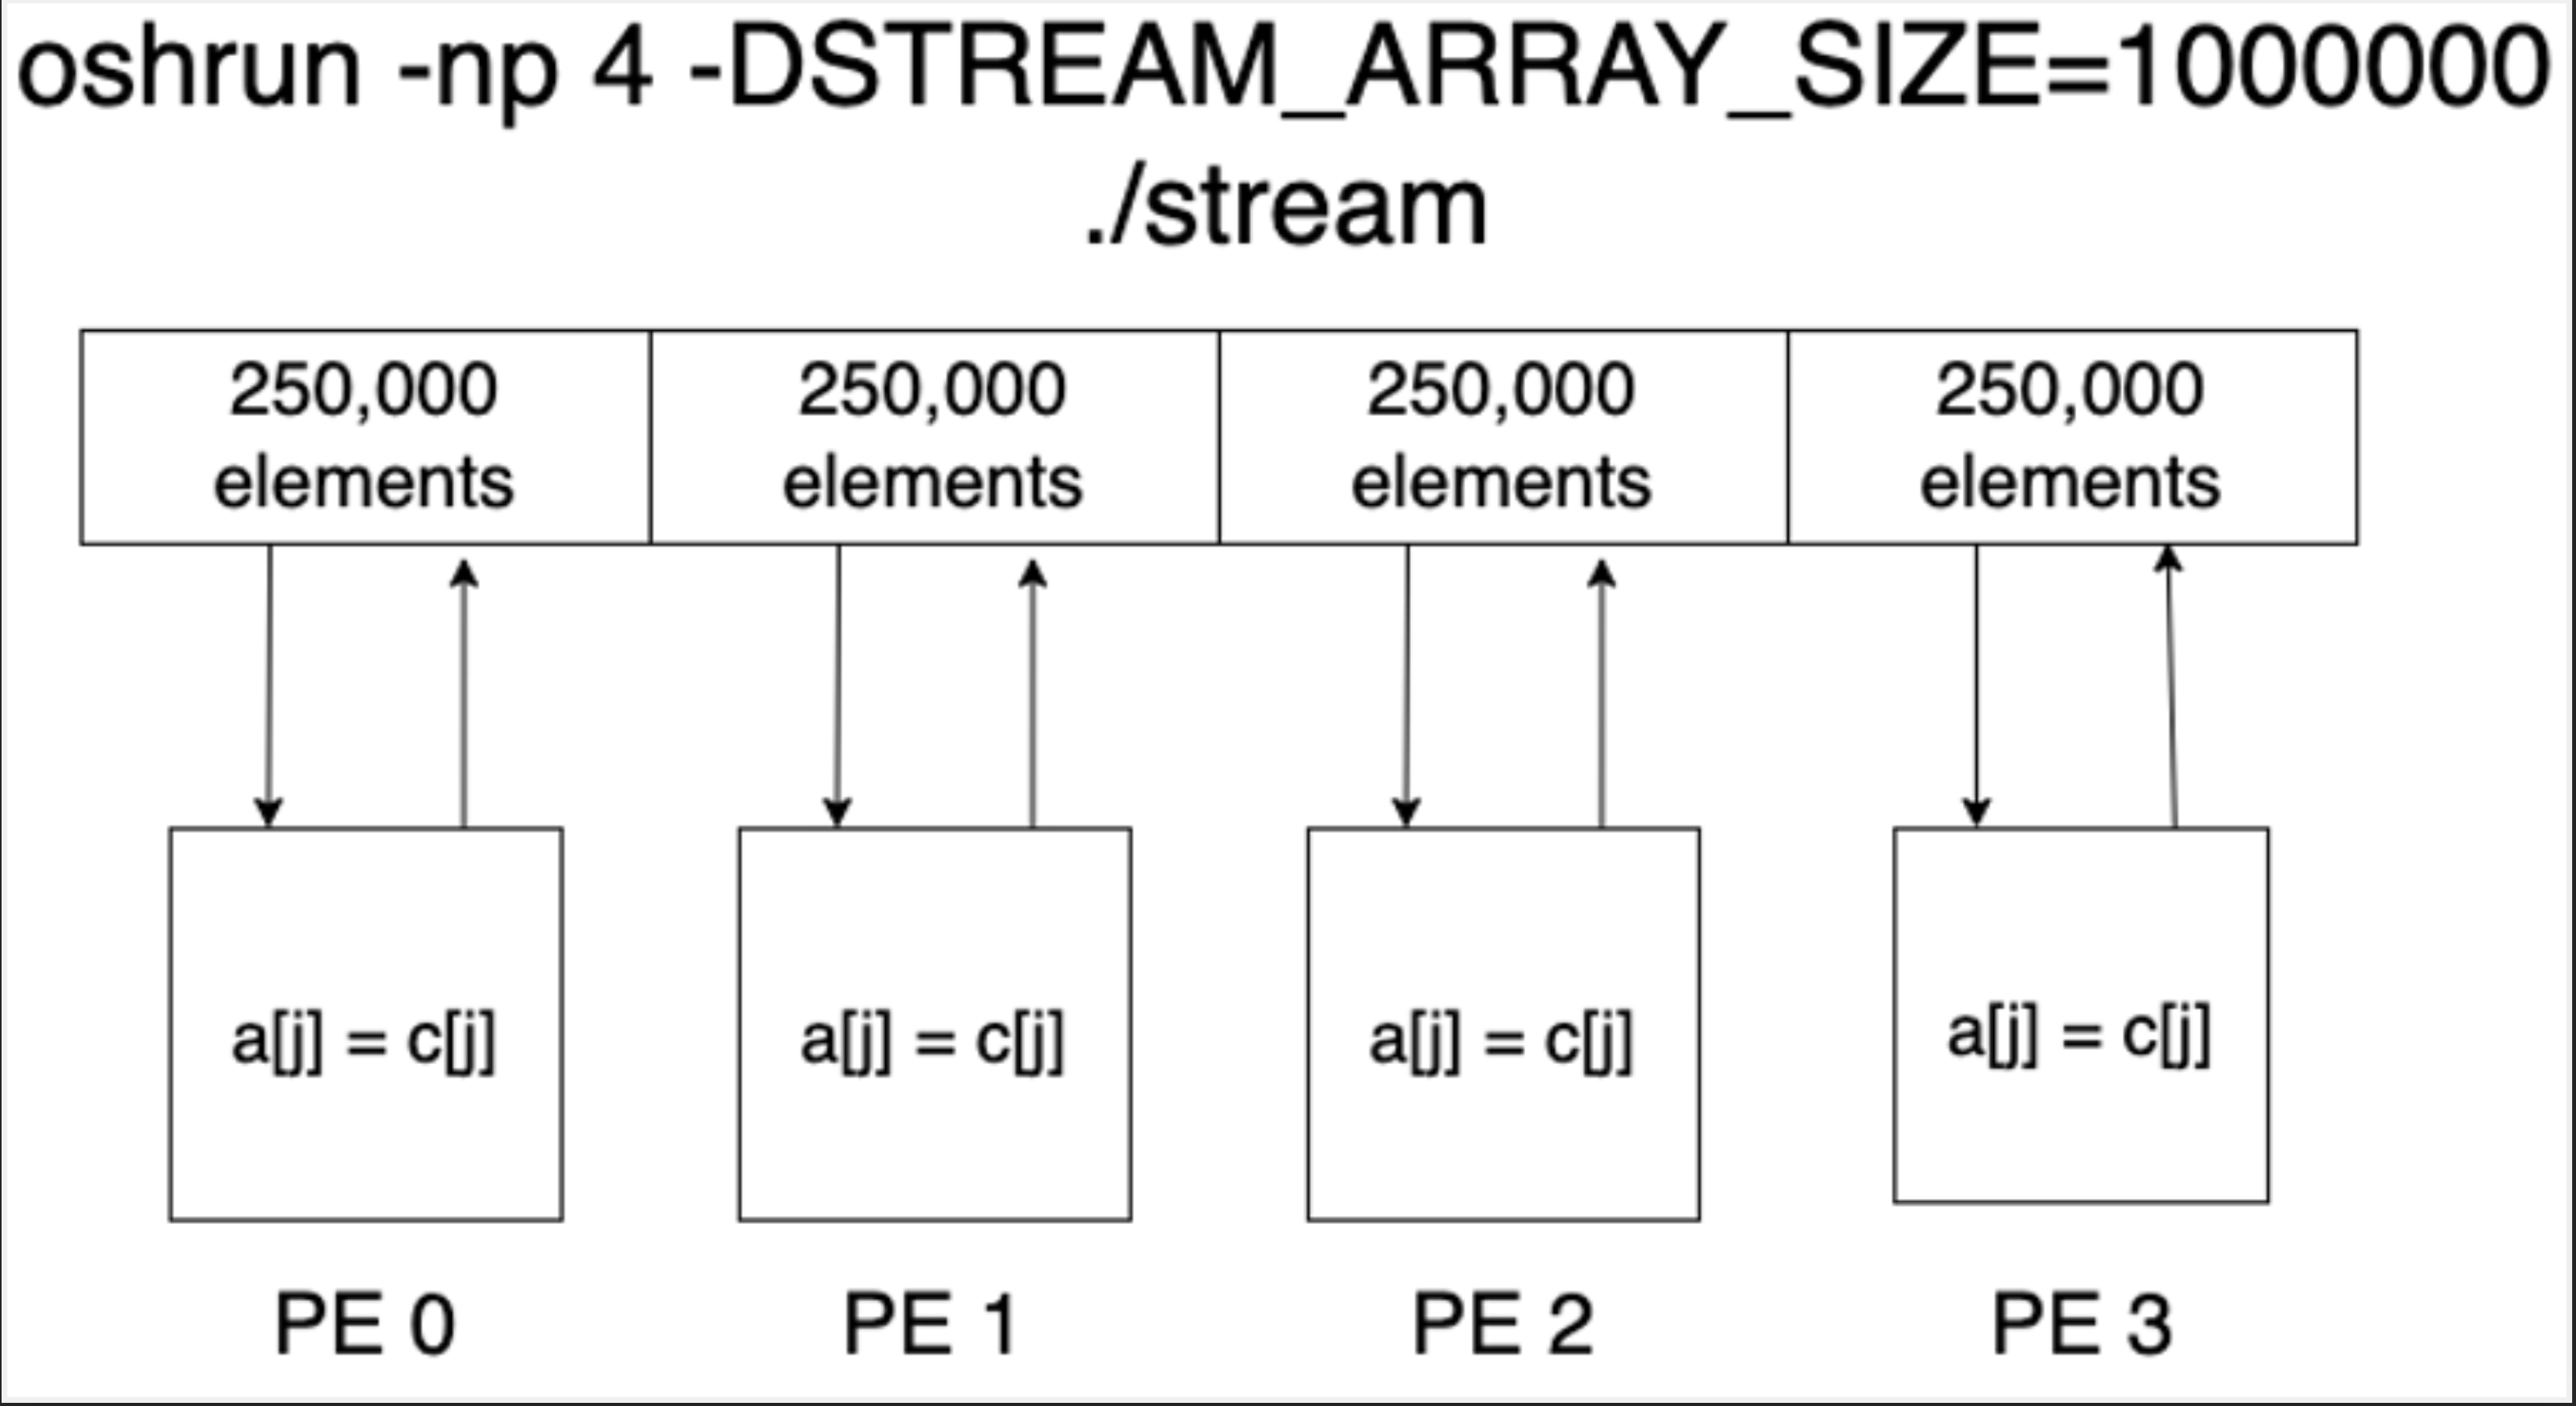 oshrun -np 4 -DSTREAM_ARRAY_SIZE=1000000
./stream
250,000
elements
250,000
elements
250,000
elements
250,000
elements
a[j] = c[j]
a[j] = c[j]
a[j] = c[j]
a[j] = c[j]
PE 0
PE 1
PE 2
PE 3